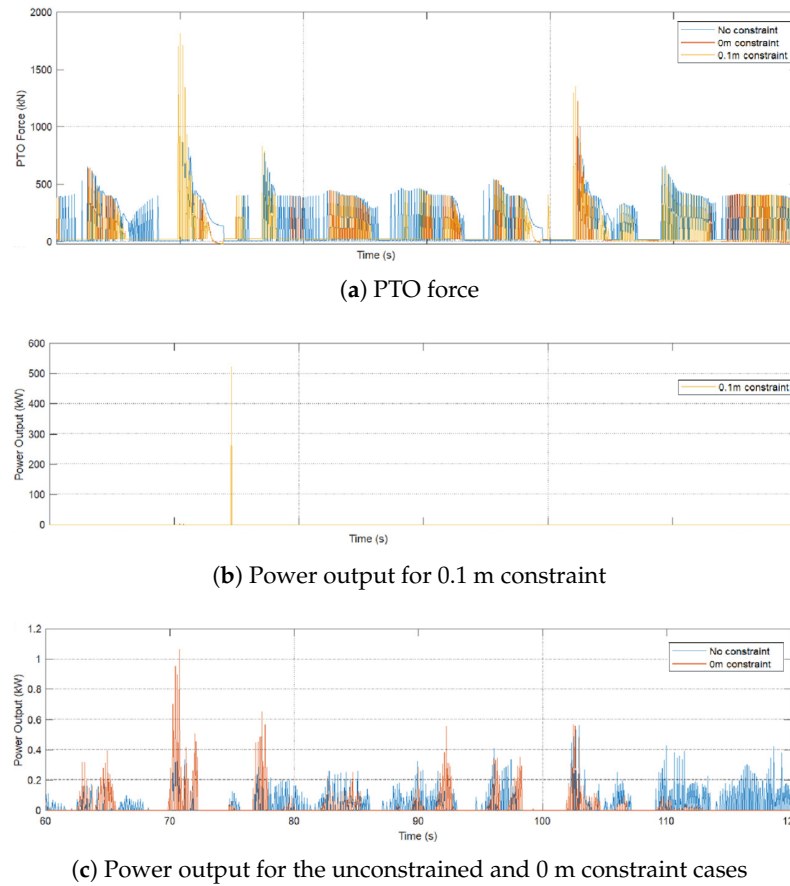 2000
1500
1000
500
0
PTO Force (kN)
No constraint
0m constraint
0.1m constraint
Time (s)
(a) PTO force
600
500
400
300
200
100
0
Power Output (kW)
0.1m constraint
Time (s)
(b) Power output for 0.1 m constraint
1.2
1
0.8
0.6
0.4
0.2
0
Power Output (kW)
No constraint
0m constraint
60 70 80 90 100 110
Time (s)
(c) Power output for the unconstrained and 0 m constraint cases